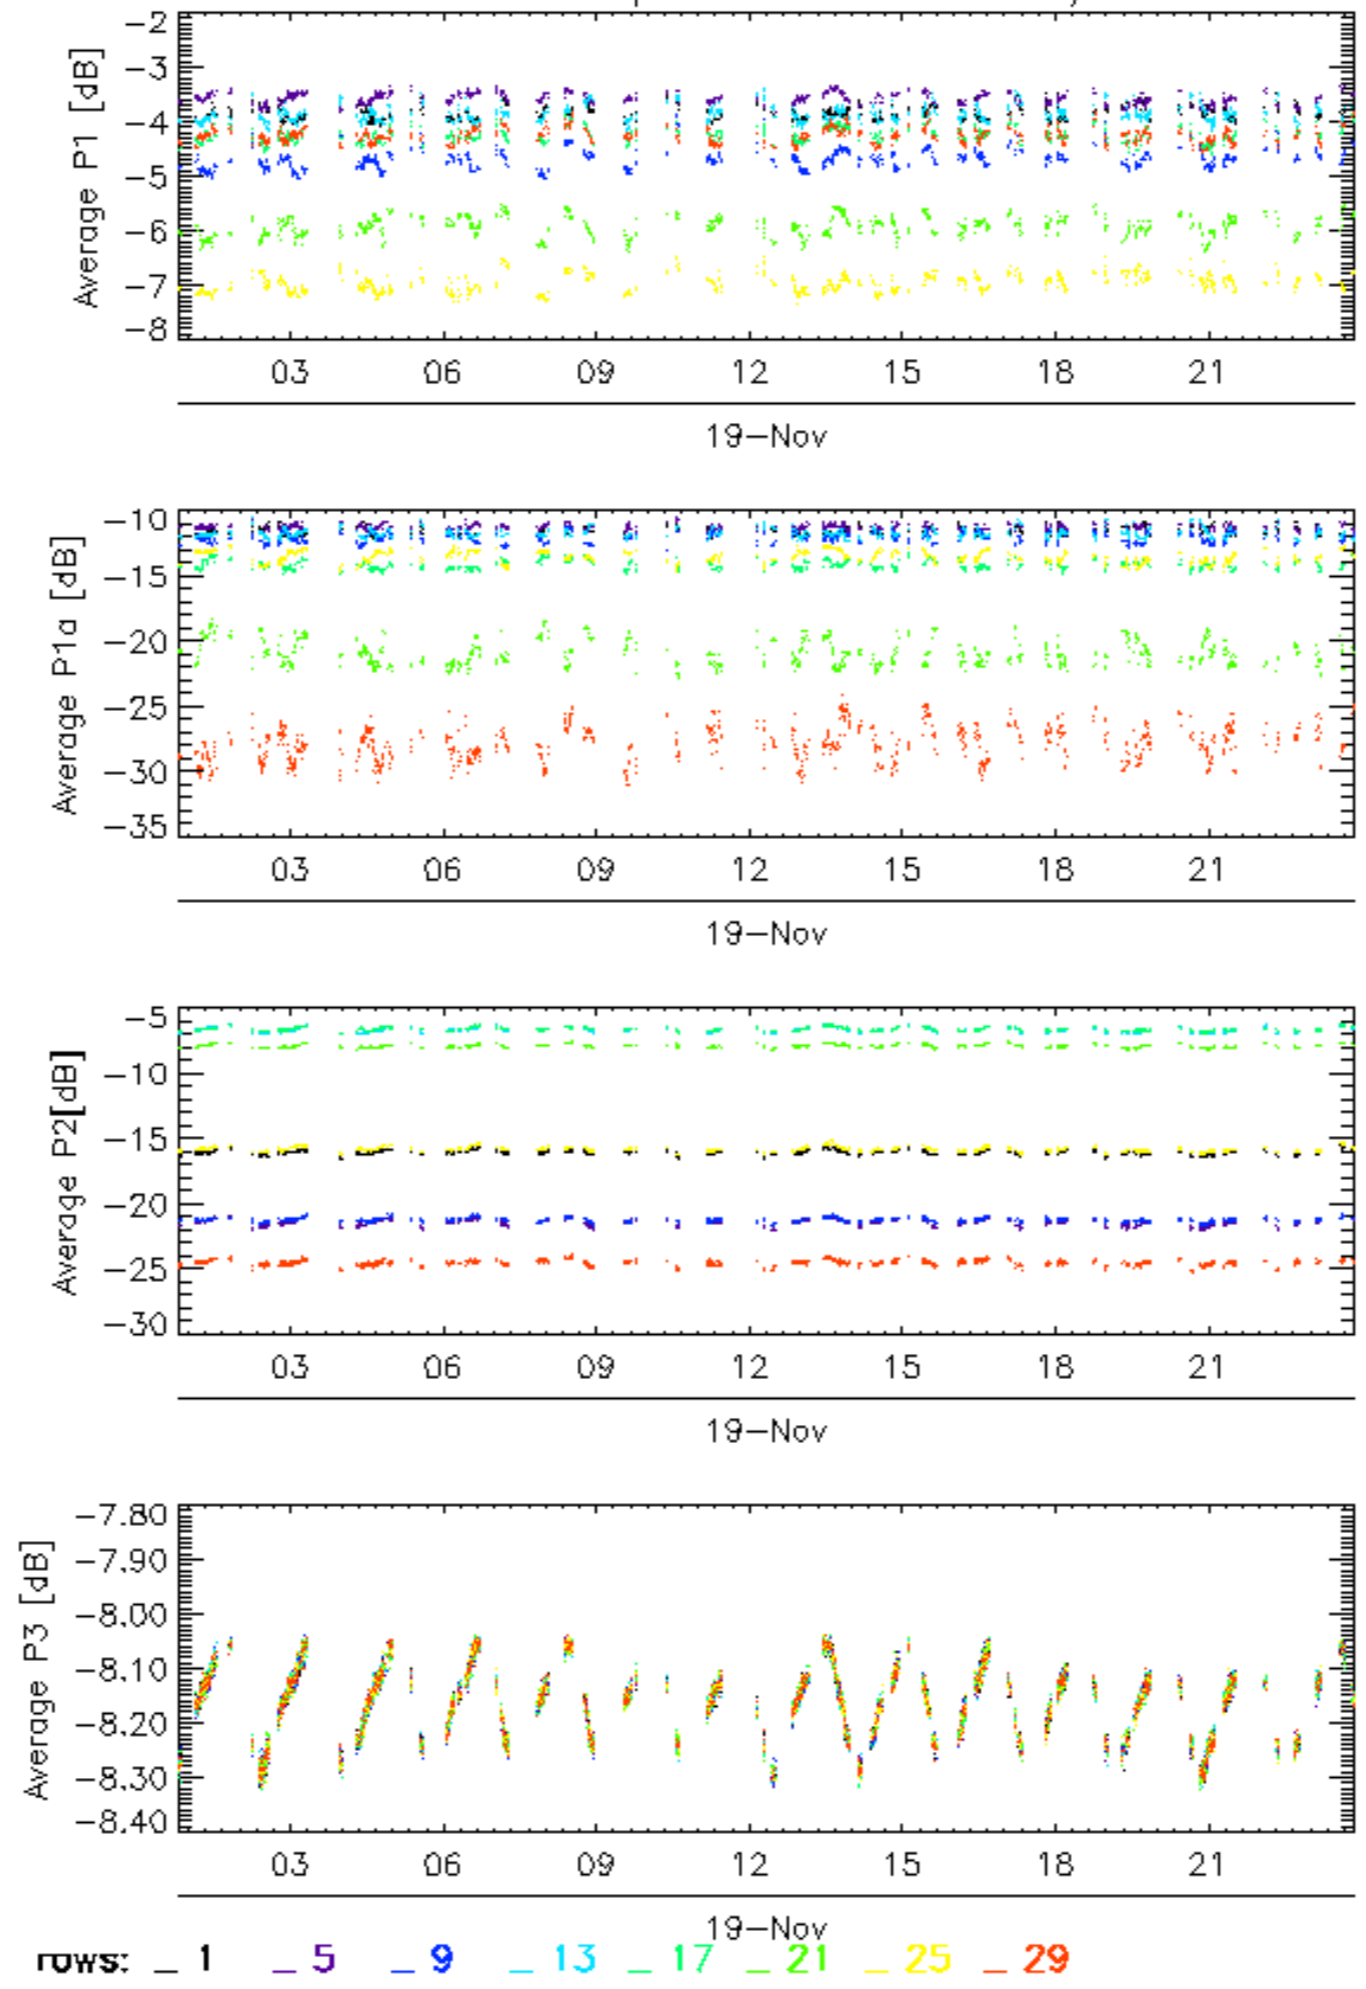 Average P1 [dB]
-2
-3
-4
-5
-6
-7
-8
03 06 09 12 15 18 21
19-Nov
Average P1a [dB]
-10
-15
-20
-25
-30
-35
03 06 09 12 15 18 21
19-Nov
Average P2[dB]
-5
-10
-15
-20
-25
-30
03 06 09 12 15 18 21
19-Nov
Average P3 [dB]
-7.80
-7.90
-8.00
-8.10
-8.20
-8.30
-8.40
03 06 09 12 15 18 21
19-Nov
rows: _ 1 _ 5 _ 9 _ 13 _ 17 _ 21 _ 25 _ 29